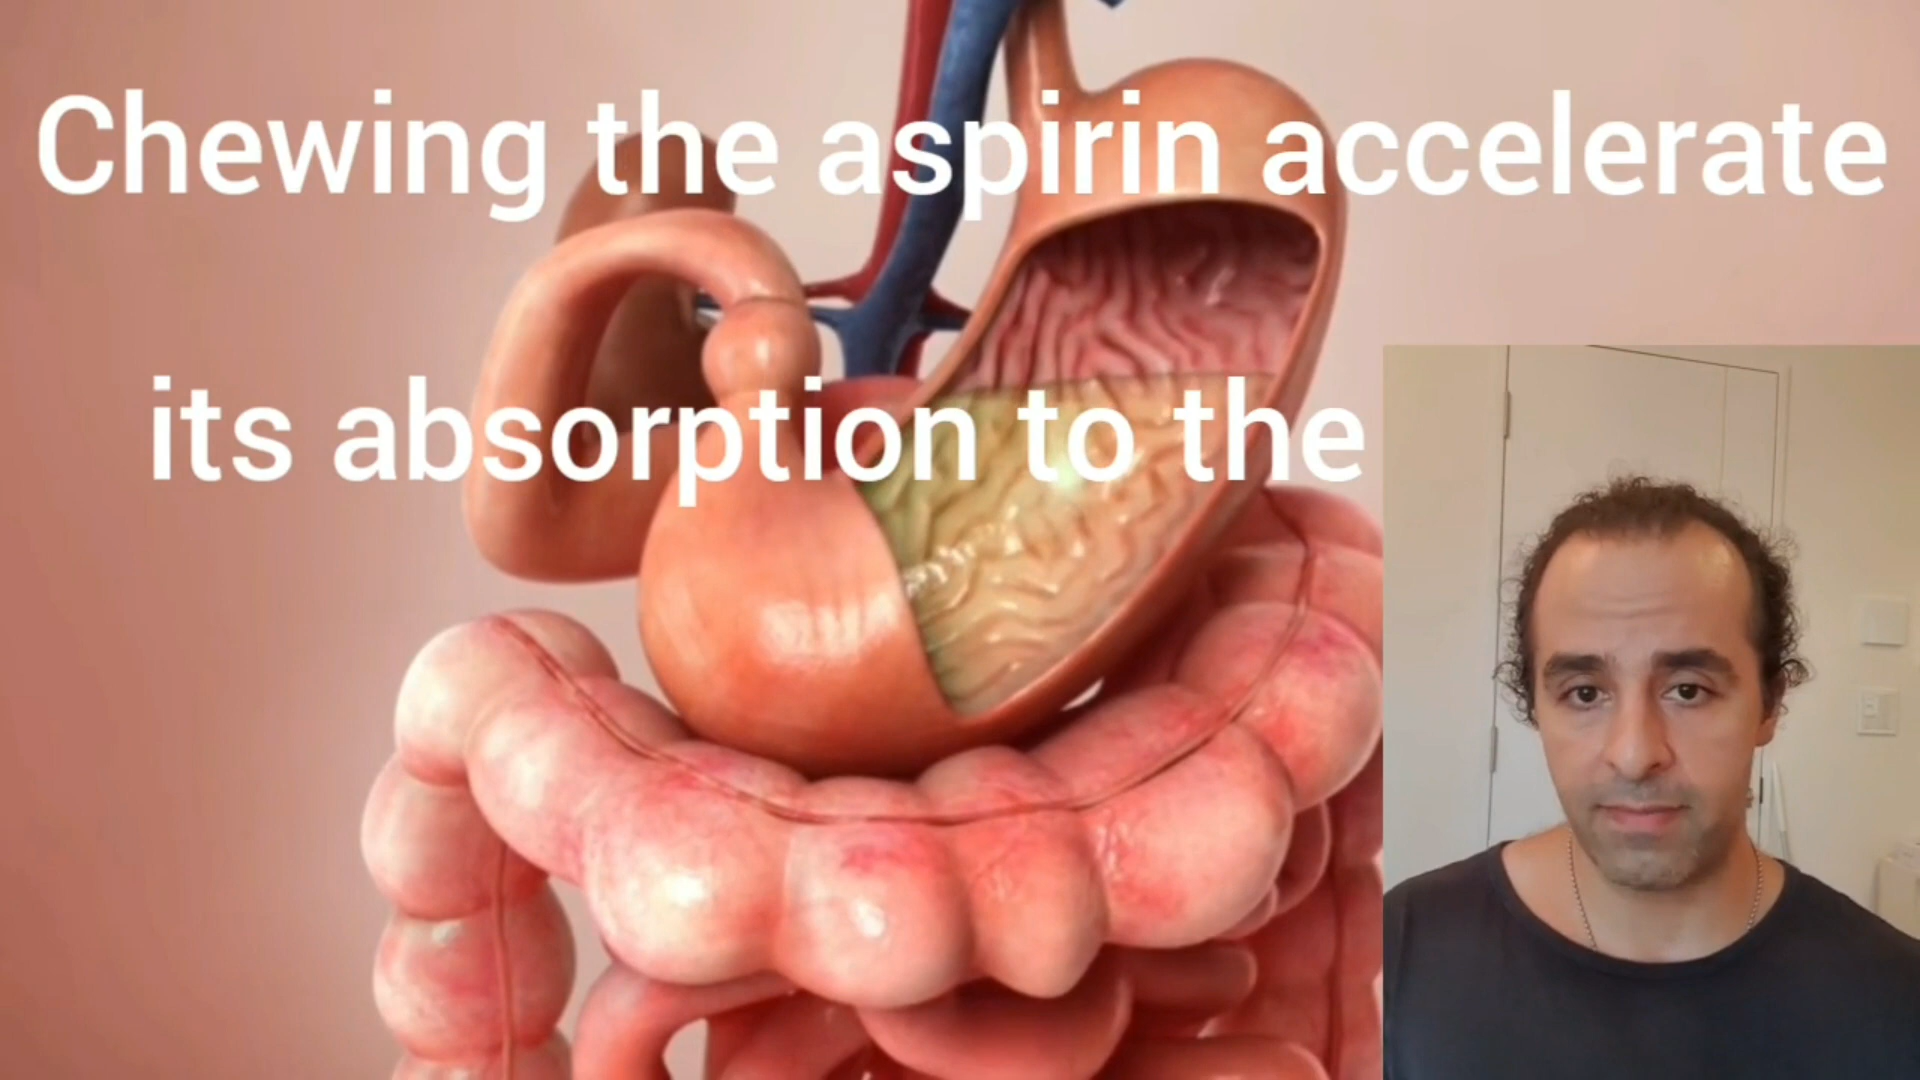 Chewing the aspirin accelerate
its absorption to the